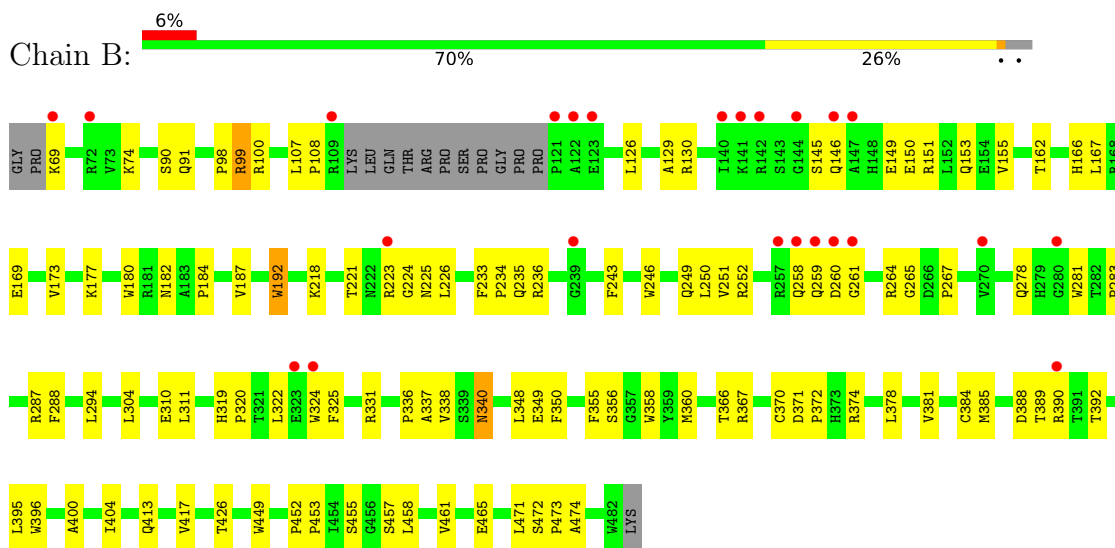 6%
Chain B:
70% 26% • •
GLY PRO K69 R72 V73 K74 S90 Q91 P98 R99 R100 L107 P108 R109 LYS LEU GLN THR ARG PRO SER PRO GLY PRO PRO P121 A122 E123 L126 A129 R130 I140 K141 R142 S143 G144 S145 Q146 A147 H148 E149 E150 R151 L152 Q153 E154 V155 T162 H166 L167 R168
E169 V173 K177 W180 R181 N182 A183 P184 V187 W192 K218 T221 N222 R223 G224 N225 L226 F233 P234 Q235 R236 G239 F243 W246 Q249 L250 V251 R252 R257 Q258 Q259 D260 G261 R264 G265 D266 P267 V270 Q278 H279 G280 W281 T282
R287 F288 L294 L304 E310 L311 H319 P320 T321 L322 E323 W324 F325 R331 P336 A337 V338 S339 N340 L348 E349 F350 F355 S356 G357 W358 Y359 M360 T366 R367 C370 D371 P372 H373 R374 L378 V381 C384 M385 D388 T389 R390 T391 T392
L395 W396 A400 I404 Q413 V417 T426 W449 P452 P453 I454 S455 G456 S457 L458 V461 E465 L471 S472 P473 A474 W482 LYS